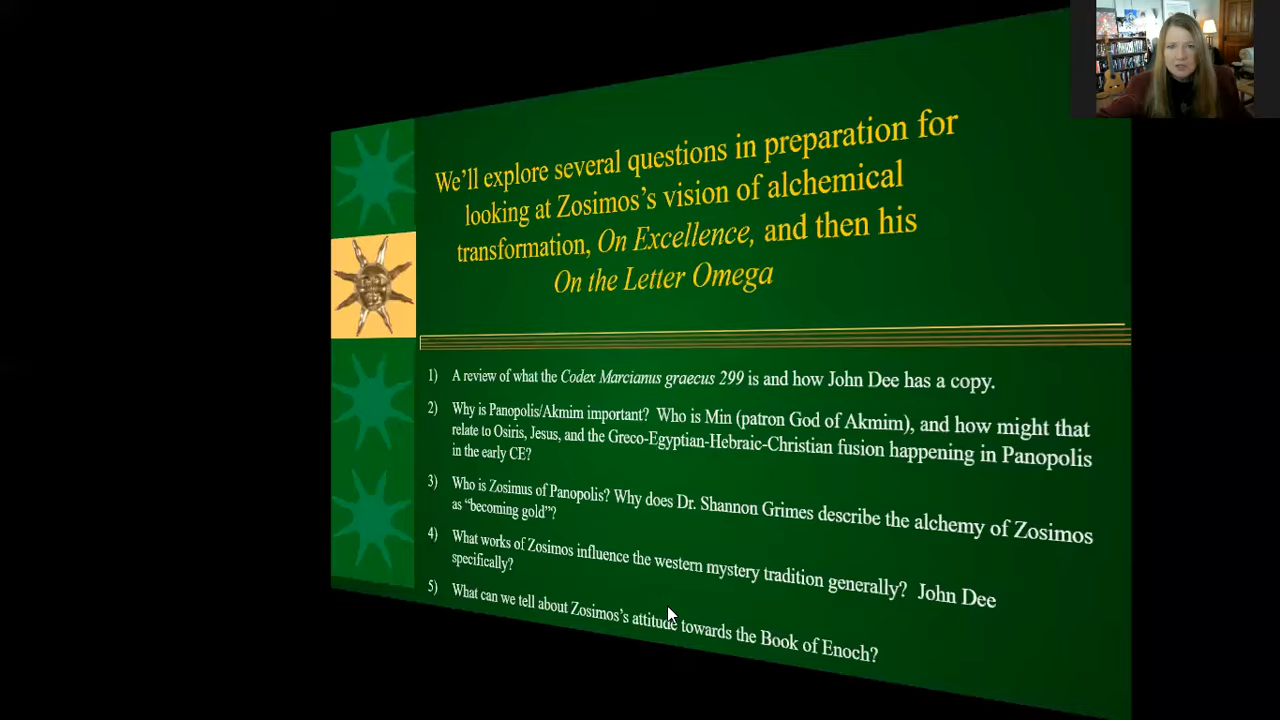 We'll explore several questions in preparation for
looking at Zosimos's vision of alchemical
transformation, On Excellence, and then his
On the Letter Omega
1) A review of what the Codex Marcianus graecus 299 is and how John Dee has a copy.
2) Why is Panopolis/Akmim important? Who is Min (patron God of Akmim), and how might that
relate to Osiris, Jesus, and the Greco-Egyptian-Hebraic-Christian fusion happening in Panopolis
in the early CE?
3) Who is Zosimus of Panopolis? Why does Dr. Shannon Grimes describe the alchemy of Zosimos
as “becoming gold”?
4) What works of Zosimos influence the western mystery tradition generally? John Dee
specifically?
5) What can we tell about Zosimos's attitude towards the Book of Enoch?